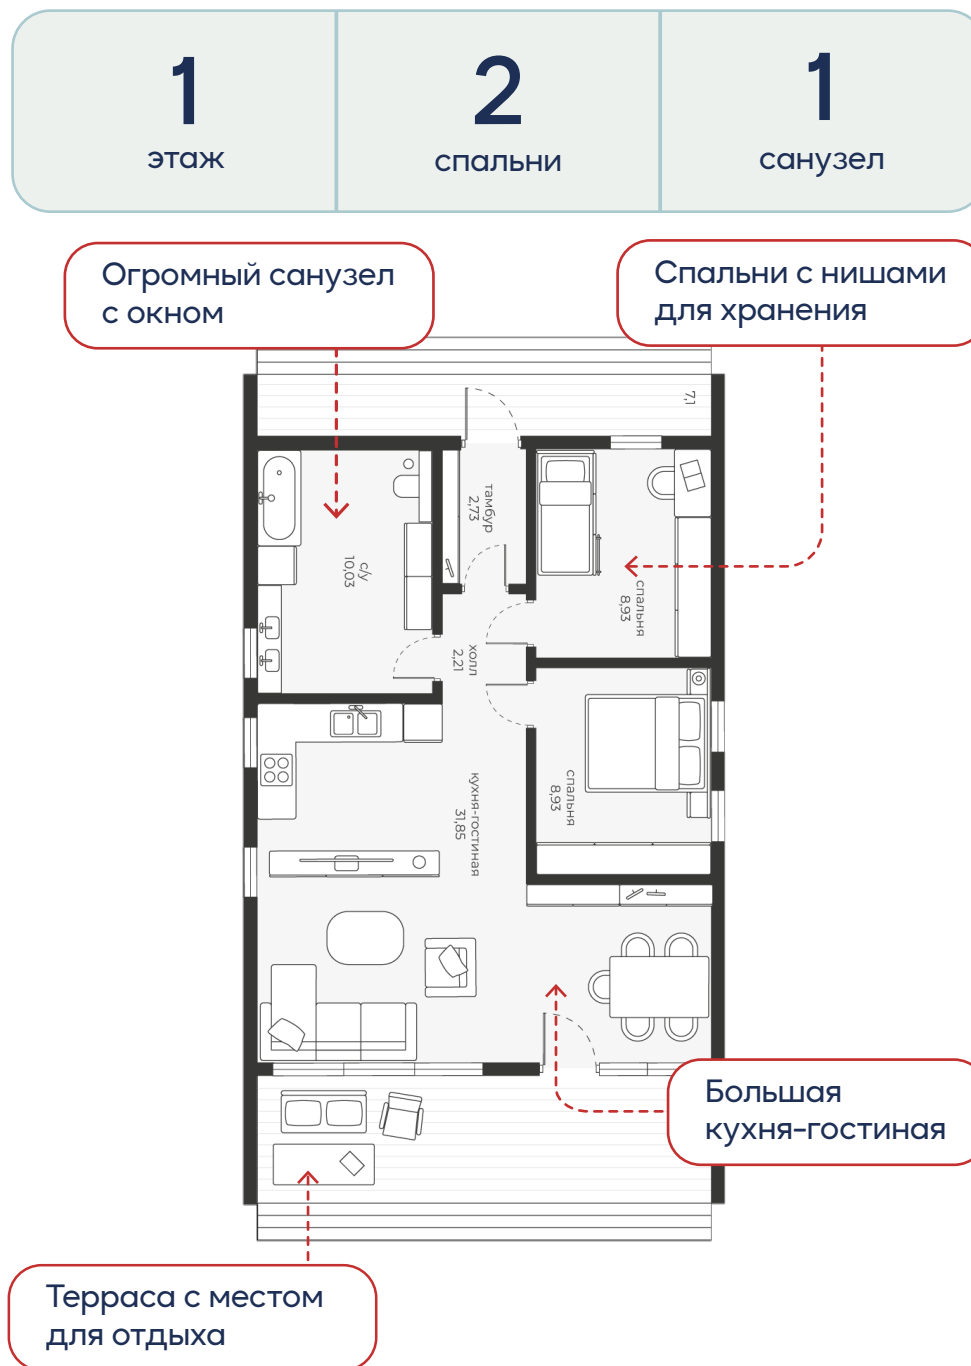 1
этаж
2
спальни
1
санузел
Огромный санузел
с окном
Спальни с нишами
для хранения
7,1
тамбур
2,73
с/у
10,03
спальня
8,93
холл
2,21
спальня
8,93
кухня-гостиная
31,85
Большая
кухня-гостиная
Терраса с местом
для отдыха